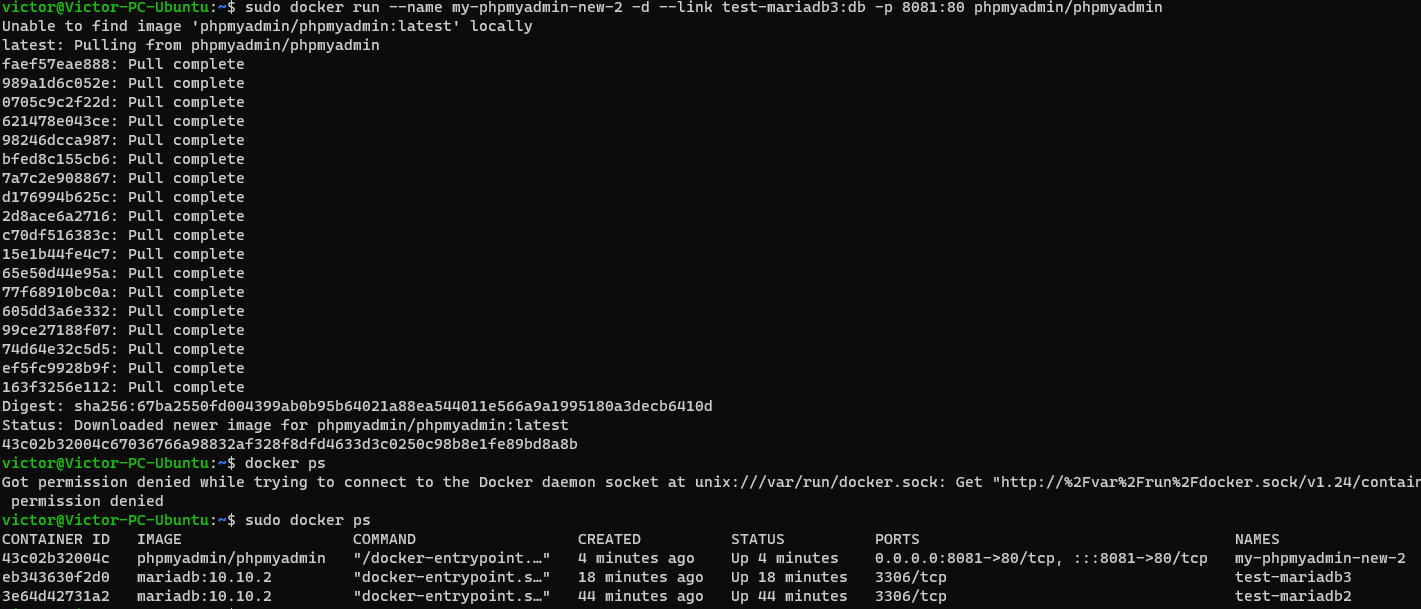 victor@Victor-PC-Ubuntu:~$ sudo docker run --name my-phpmyadmin-new-2 -d --link test-mariadb3:db -p 8081:80 phpmyadmin/phpmyadmin
Unable to find image 'phpmyadmin/phpmyadmin:latest' locally
latest: Pulling from phpmyadmin/phpmyadmin
faef57eae888: Pull complete
989a1d6c052e: Pull complete
0705c9c2f22d: Pull complete
621478e043ce: Pull complete
98246dcca987: Pull complete
bfed8c155cb6: Pull complete
7a7c2e908867: Pull complete
d176994b625c: Pull complete
2d8ace6a2716: Pull complete
c70df516383c: Pull complete
15e1b44fe4c7: Pull complete
65e50d44e95a: Pull complete
77f68910bc0a: Pull complete
605dd3a6e332: Pull complete
99ce27188f07: Pull complete
74d64e32c5d5: Pull complete
ef5fc9928b9f: Pull complete
163f3256e112: Pull complete
Digest: sha256:67ba2550fd004399ab0b95b64021a88ea544011e566a9a1995180a3decb6410d
Status: Downloaded newer image for phpmyadmin/phpmyadmin:latest
43c02b32004c67036766a98832af328f8dfd4633d3c0250c98b8e1fe89bd8a8b
victor@Victor-PC-Ubuntu:~$ docker ps
Got permission denied while trying to connect to the Docker daemon socket at unix:///var/run/docker.sock: Get "http://%2Fvar%2Frun%2Fdocker.sock/v1.24/contain
permission denied
victor@Victor-PC-Ubuntu:~$ sudo docker ps
CONTAINER ID   IMAGE                   COMMAND                  CREATED          STATUS          PORTS                                   NAMES
43c02b32004c   phpmyadmin/phpmyadmin   "/docker-entrypoint.…"   4 minutes ago    Up 4 minutes    0.0.0.0:8081->80/tcp, :::8081->80/tcp   my-phpmyadmin-new-2
eb343630f2d0   mariadb:10.10.2         "docker-entrypoint.s…"   18 minutes ago   Up 18 minutes   3306/tcp                                test-mariadb3
3e64d42731a2   mariadb:10.10.2         "docker-entrypoint.s…"   44 minutes ago   Up 44 minutes   3306/tcp                                test-mariadb2